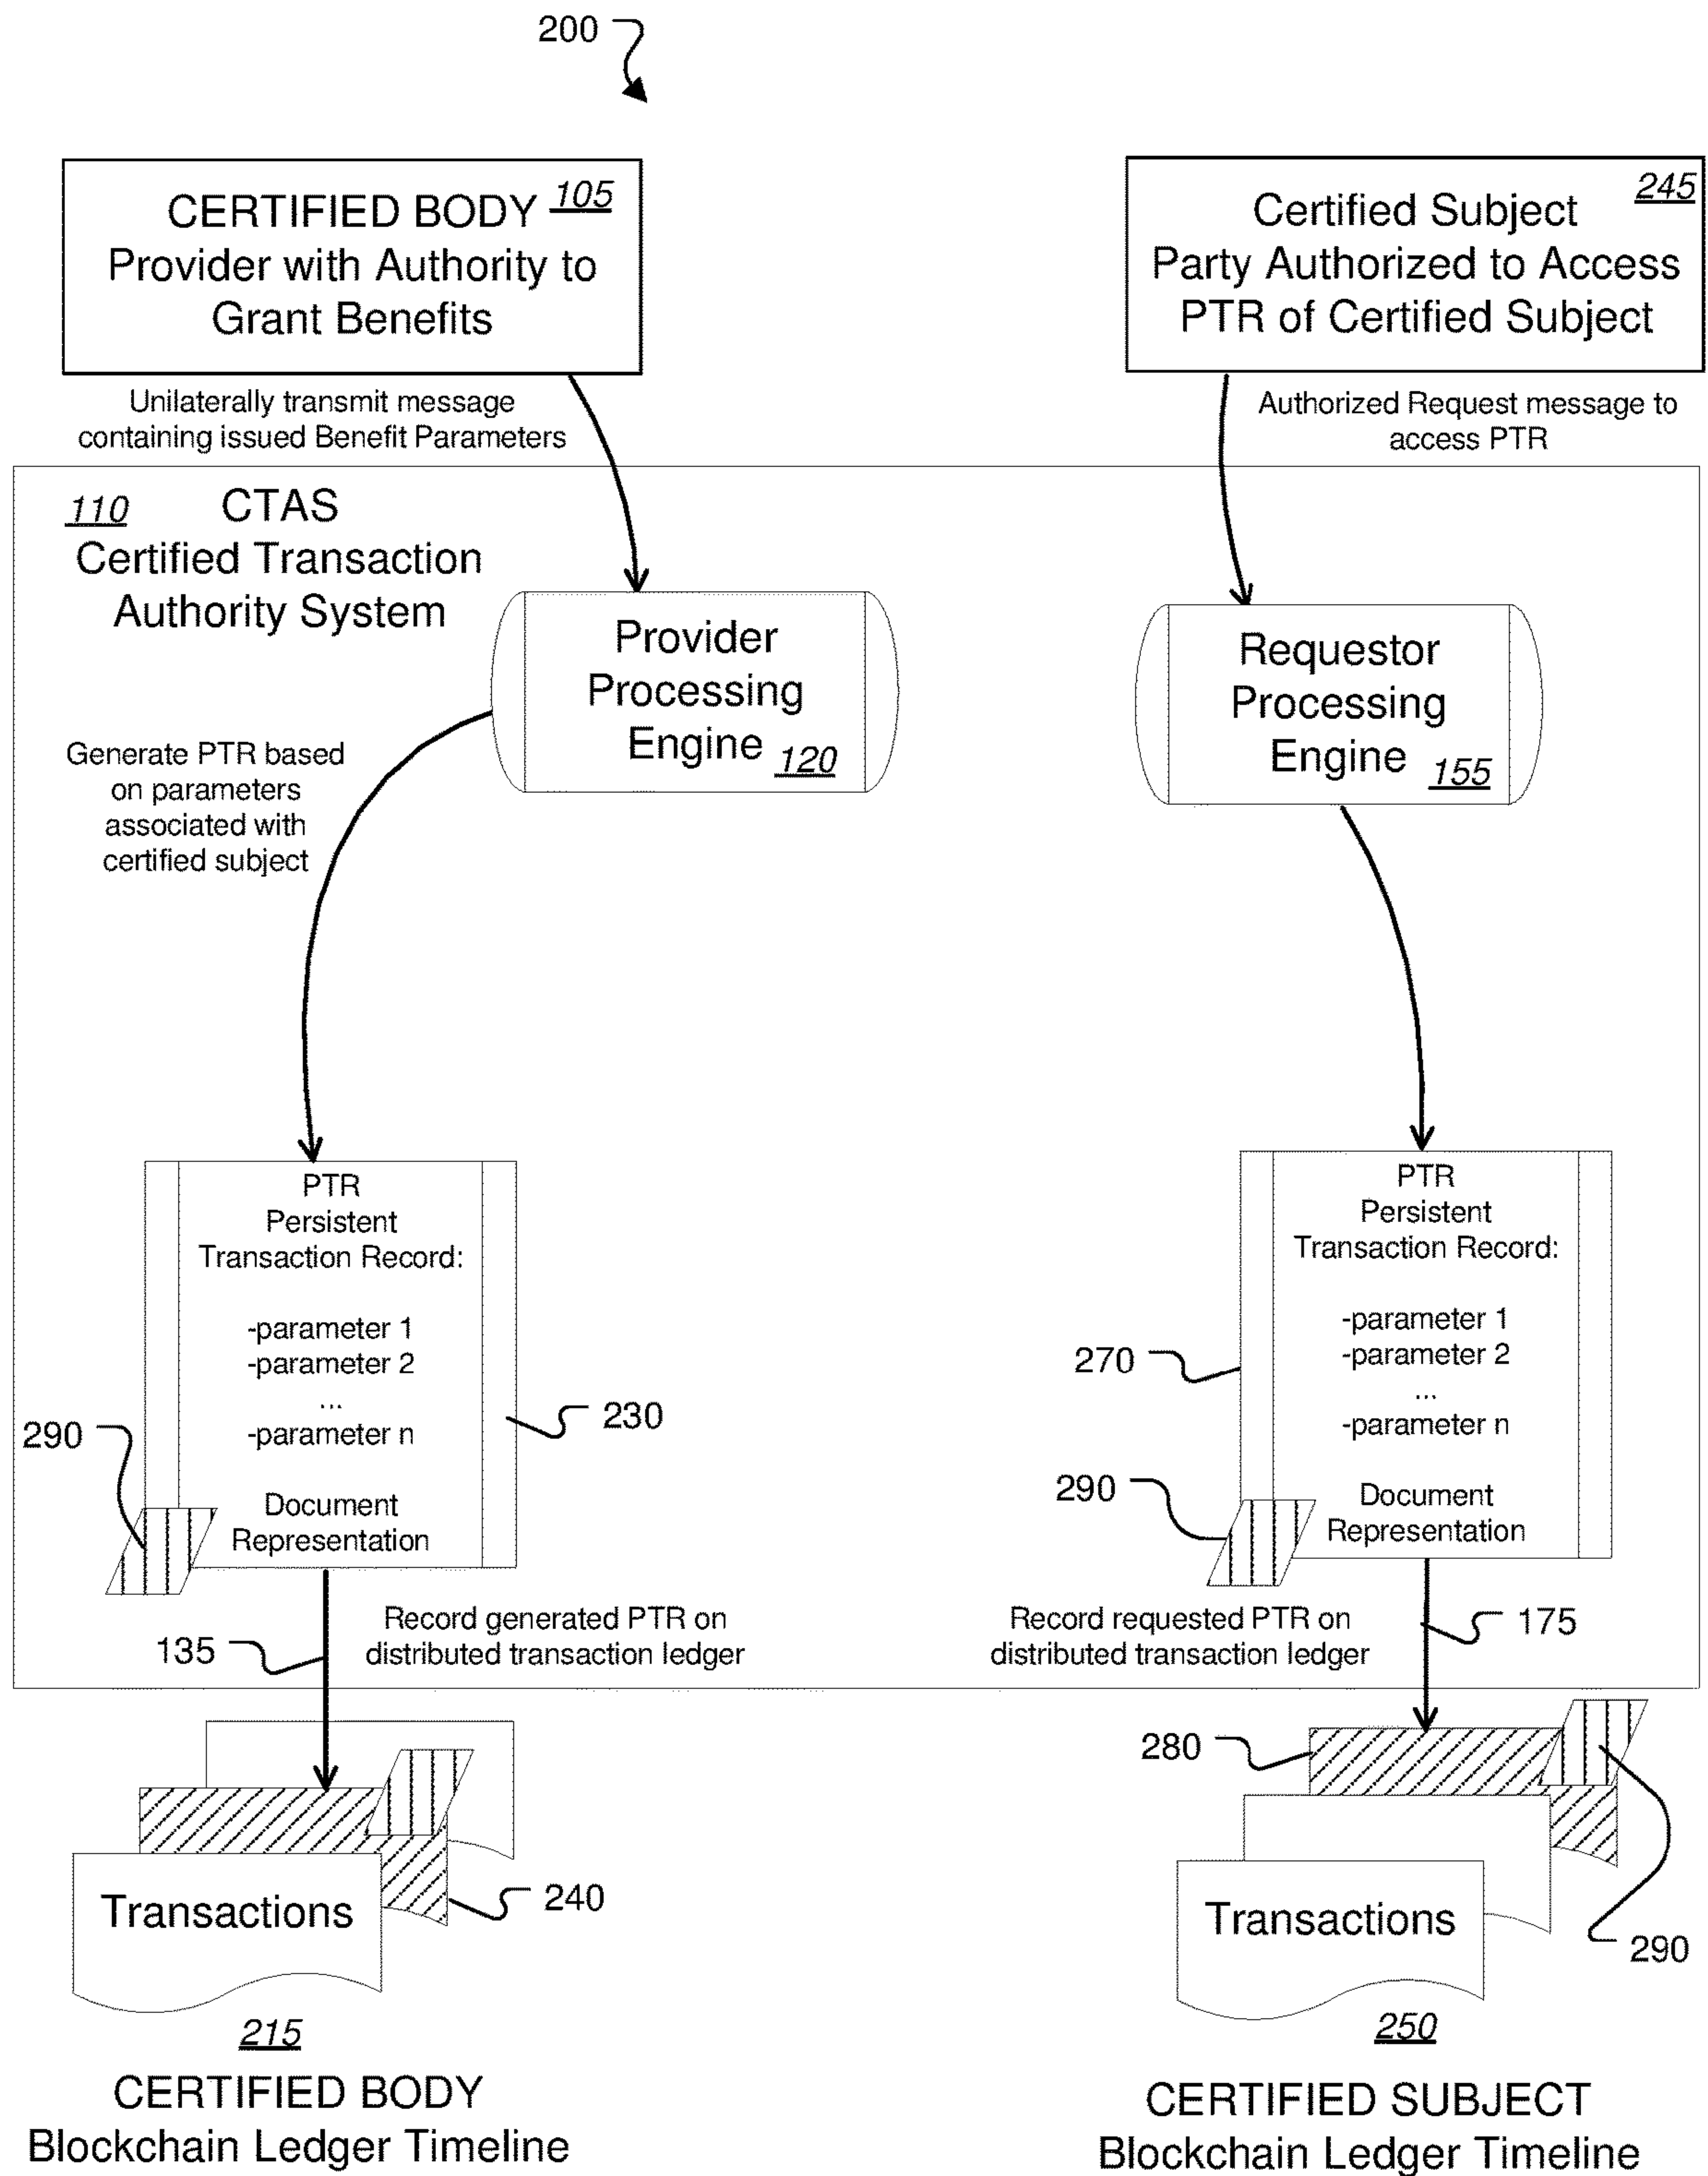 200
105
CERTIFIED BODY
Provider with Authority to
Grant Benefits
245
Certified Subject
Party Authorized to Access
PTR of Certified Subject
Unilaterally transmit message
containing issued Benefit Parameters
Authorized Request message to
access PTR
110 CTAS
Certified Transaction
Authority System
Provider
Processing
Engine 120
Requestor
Processing
Engine 155
Generate PTR based
on parameters
associated with
certified subject
PTR
Persistent
Transaction Record:
-parameter 1
-parameter 2
...
-parameter n
Document
Representation
230
290
PTR
Persistent
Transaction Record:
-parameter 1
-parameter 2
...
-parameter n
Document
Representation
270
290
135
Record generated PTR on
distributed transaction ledger
Record requested PTR on
distributed transaction ledger
175
Transactions
240
215
CERTIFIED BODY
Blockchain Ledger Timeline
280
Transactions
290
250
CERTIFIED SUBJECT
Blockchain Ledger Timeline